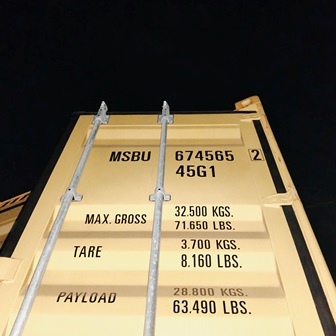 MSBU 674565 2
45G1
MAX. GROSS 32.500 KGS.
71.650 LBS.
TARE 3.700 KGS.
8.160 LBS.
PAYLOAD 28.800 KGS.
63.490 LBS.